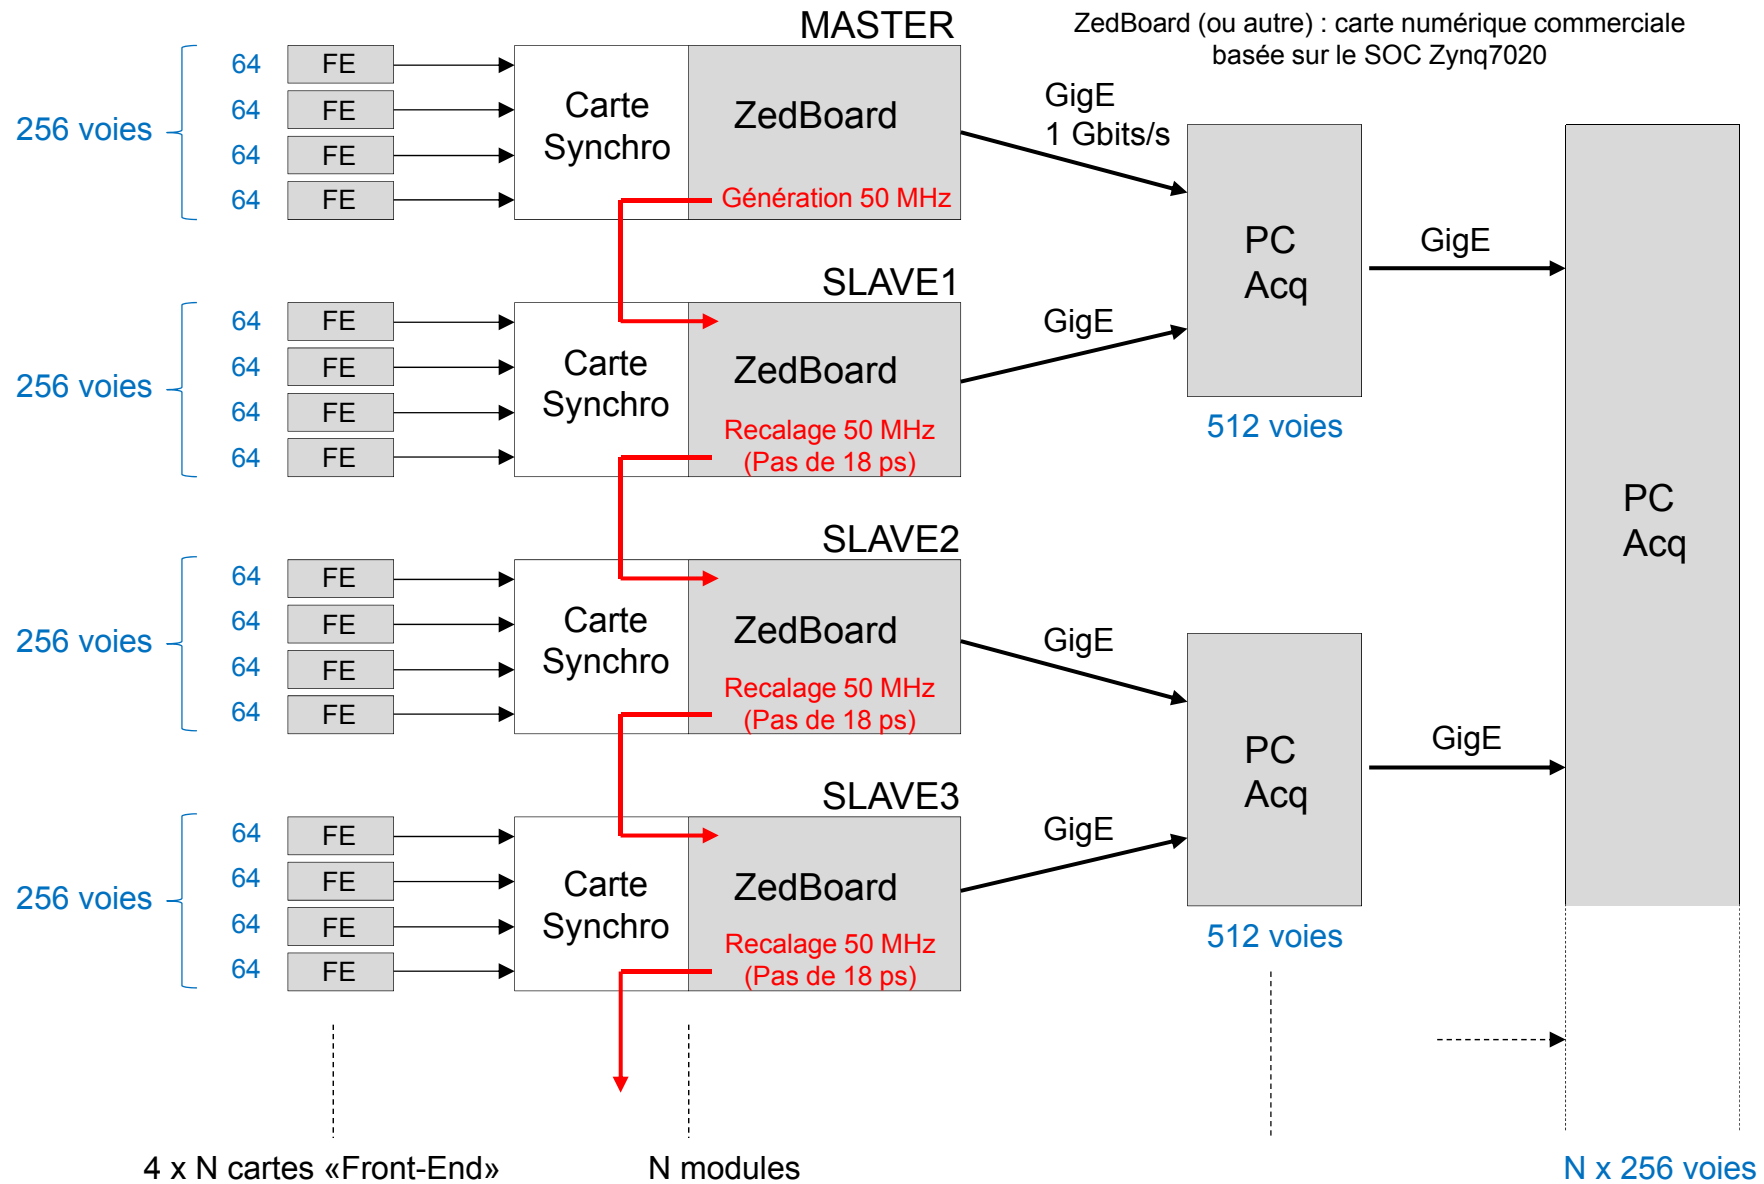 MASTER
ZedBoard (ou autre) : carte numérique commerciale
basée sur le SOC Zynq7020
256 voies
64
FE
64
FE
64
FE
64
FE
Carte
Synchro
ZedBoard
Génération 50 MHz
GigE
1 Gbits/s
SLAVE1
256 voies
64
FE
64
FE
64
FE
64
FE
Carte
Synchro
ZedBoard
Recalage 50 MHz
(Pas de 18 ps)
GigE
PC
Acq
512 voies
GigE
SLAVE2
256 voies
64
FE
64
FE
64
FE
64
FE
Carte
Synchro
ZedBoard
Recalage 50 MHz
(Pas de 18 ps)
GigE
SLAVE3
256 voies
64
FE
64
FE
64
FE
64
FE
Carte
Synchro
ZedBoard
Recalage 50 MHz
(Pas de 18 ps)
GigE
PC
Acq
512 voies
GigE
PC
Acq
4 x N cartes «Front-End»
N modules
N x 256 voies